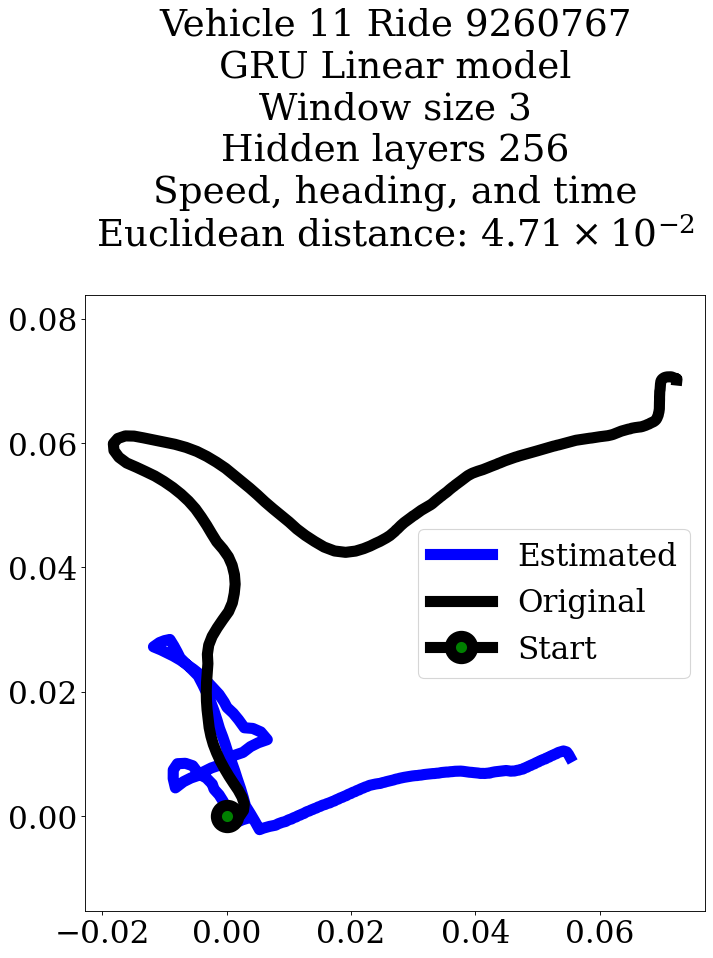 Vehicle 11 Ride 9260767
GRU Linear model
Window size 3
Hidden layers 256
Speed, heading, and time
Euclidean distance: 4.71 × 10⁻²
0.08
0.06
0.04
0.02
0.00
Estimated
Original
Start
−0.02 0.00 0.02 0.04 0.06